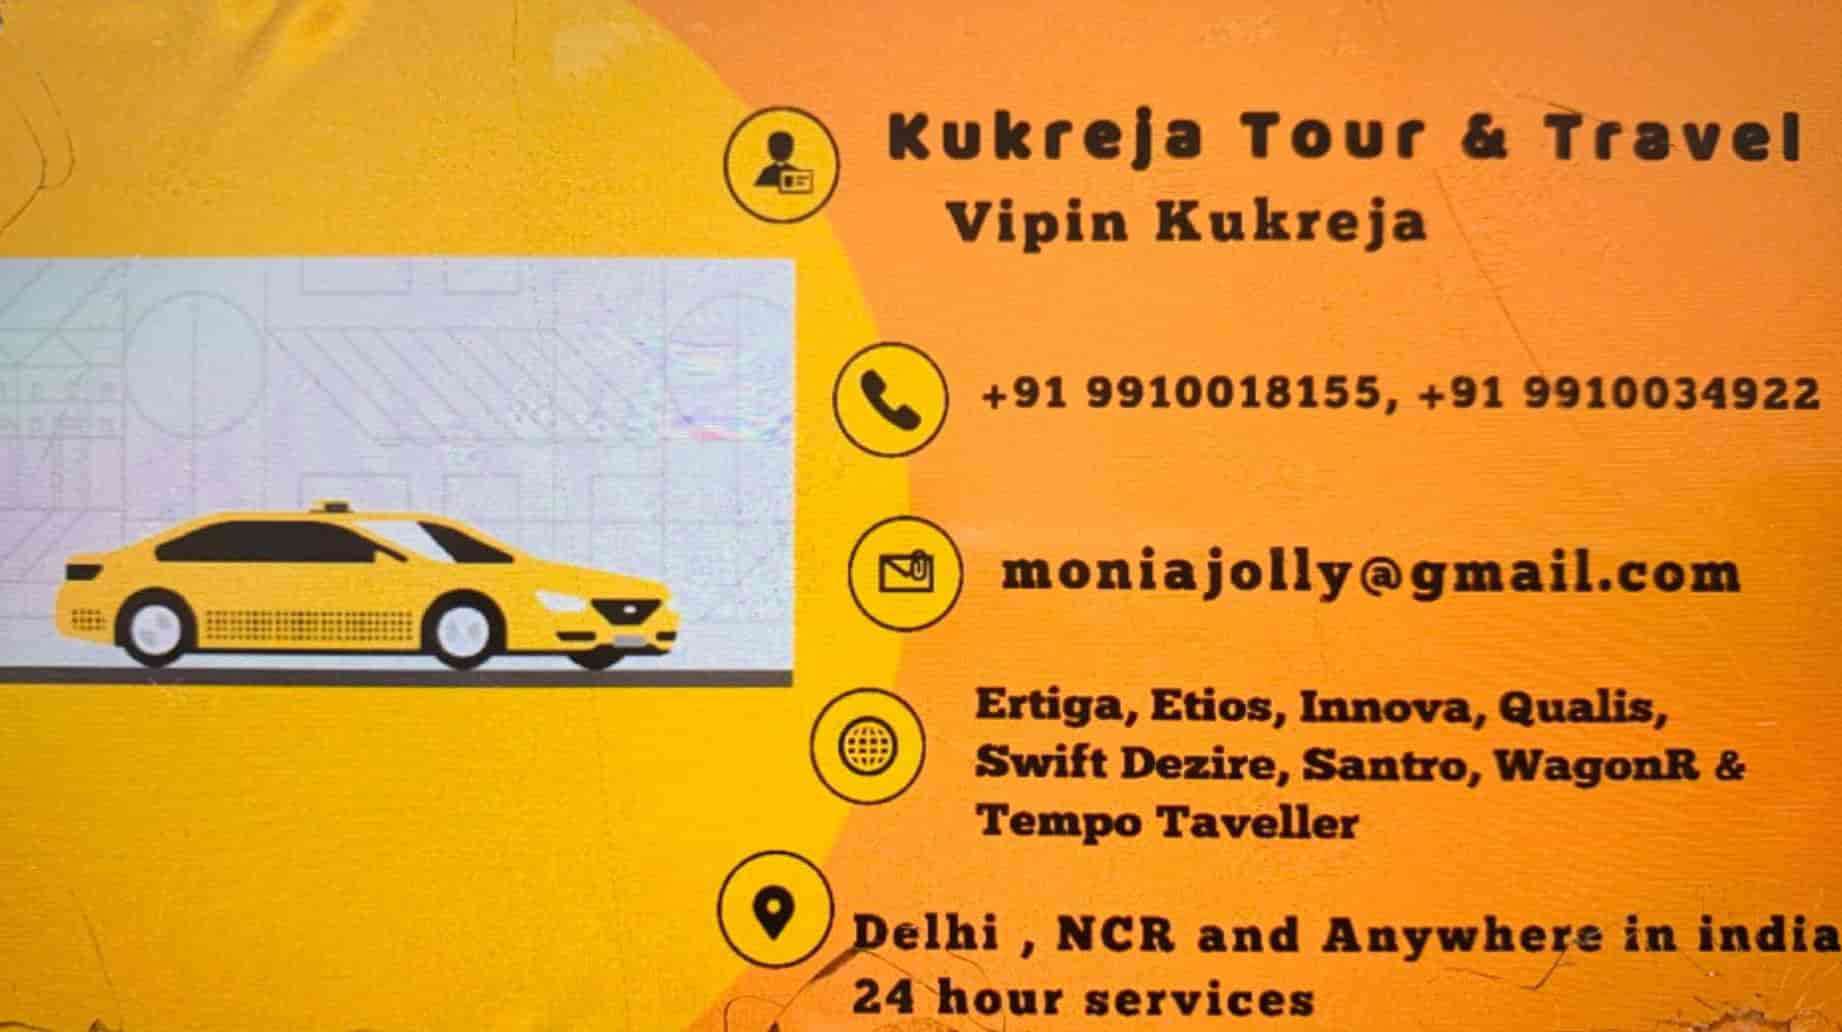 Kukreja Tour & Travel
Vipin Kukreja
+91 9910018155, +91 9910034922
moniajolly@gmail.com
Ertiga, Etios, Innova, Qualis,
Swift Dezire, Santro, WagonR &
Tempo Taveller
Delhi , NCR and Anywhere in india
24 hour services